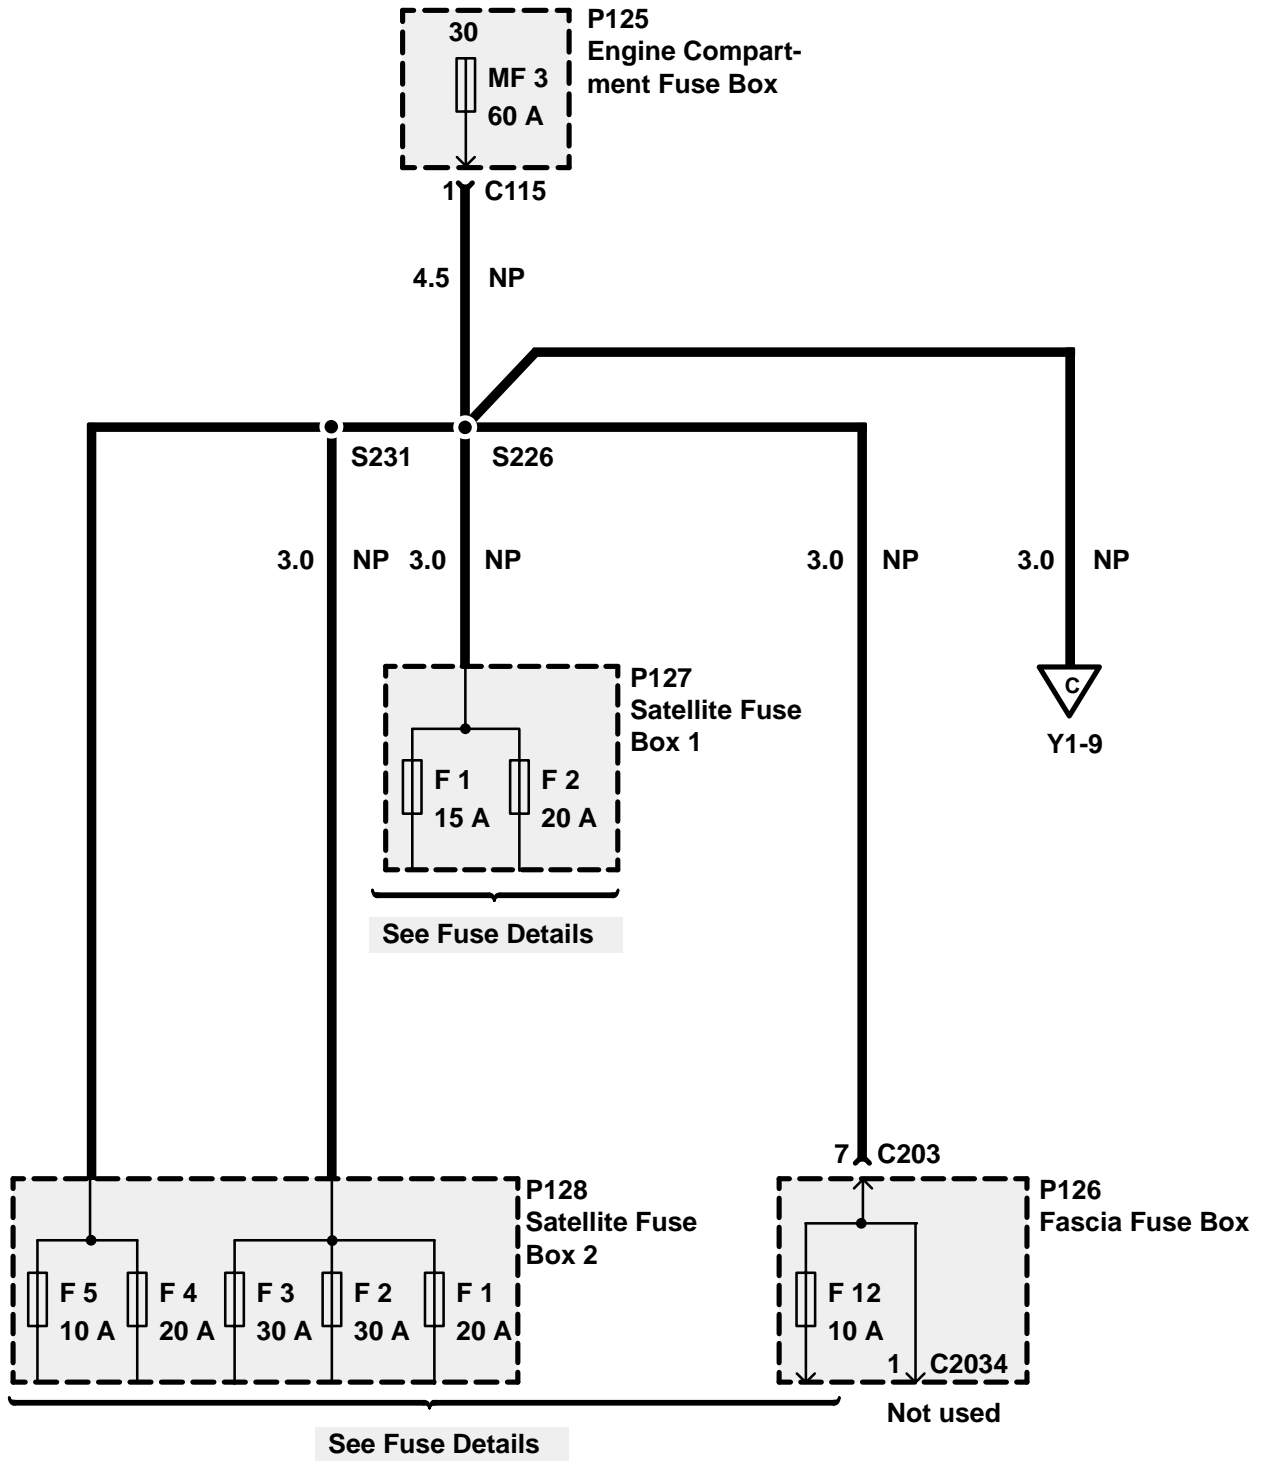 30
MF 3
60 A
P125
Engine Compart-
ment Fuse Box
1 C115
4.5 NP
S231
S226
3.0 NP
3.0 NP
3.0 NP
3.0 NP
P127
Satellite Fuse
Box 1
C
Y1-9
F 1
15 A
F 2
20 A
See Fuse Details
7 C203
P128
Satellite Fuse
Box 2
P126
Fascia Fuse Box
F 5
10 A
F 4
20 A
F 3
30 A
F 2
30 A
F 1
20 A
F 12
10 A
1 C2034
Not used
See Fuse Details